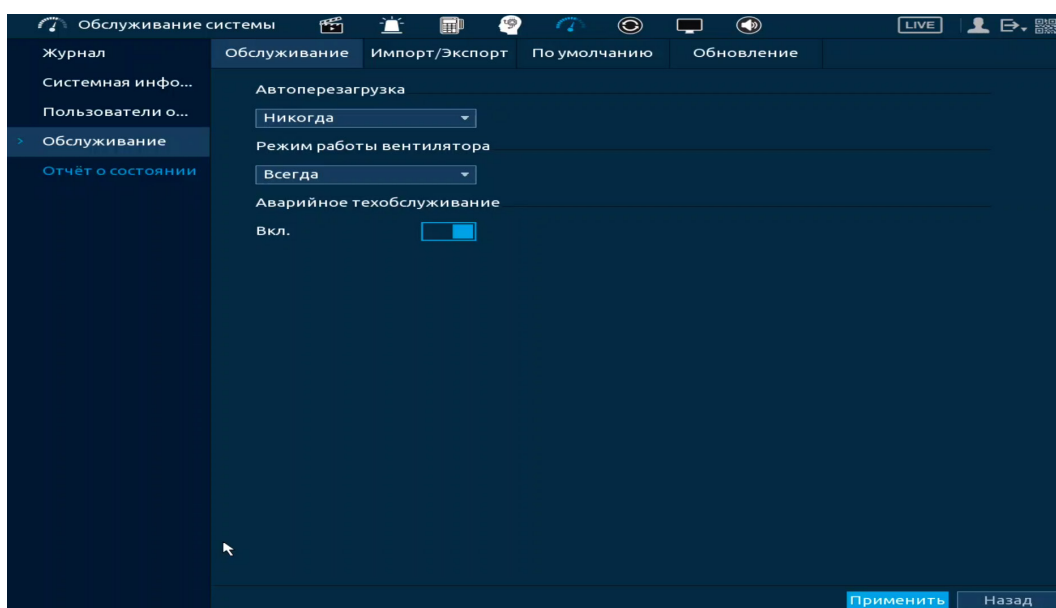 Обслуживание системы
LIVE
Журнал
Системная инфо...
Пользователи о...
Обслуживание
Отчёт о состоянии
Обслуживание Импорт/Экспорт По умолчанию Обновление
Автоперезагрузка
Никогда
Режим работы вентилятора
Всегда
Аварийное техобслуживание
Вкл.
Применить Назад